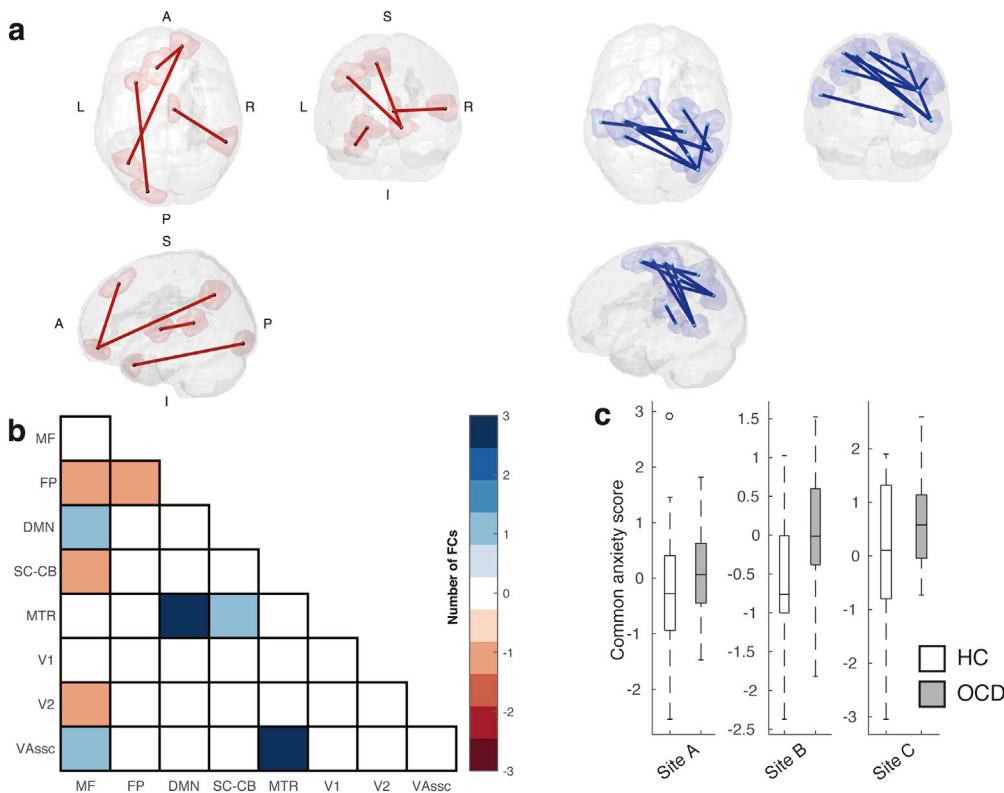 a
A
S
L
R
L
R
P
I
S
A
P
I
b
MF
FP
DMN
SC-CB
MTR
V1
V2
VAssc
MF FP DMN SC-CB MTR V1 V2 VAssc
3
2
1
0
-1
-2
-3
Number of FCs
c
Common anxiety score
3
2
1
0
-1
-2
Site A
1.5
1
0.5
0
-0.5
-1
-1.5
-2
-2.5
Site B
2
1
0
-1
-2
-3
Site C
HC
OCD